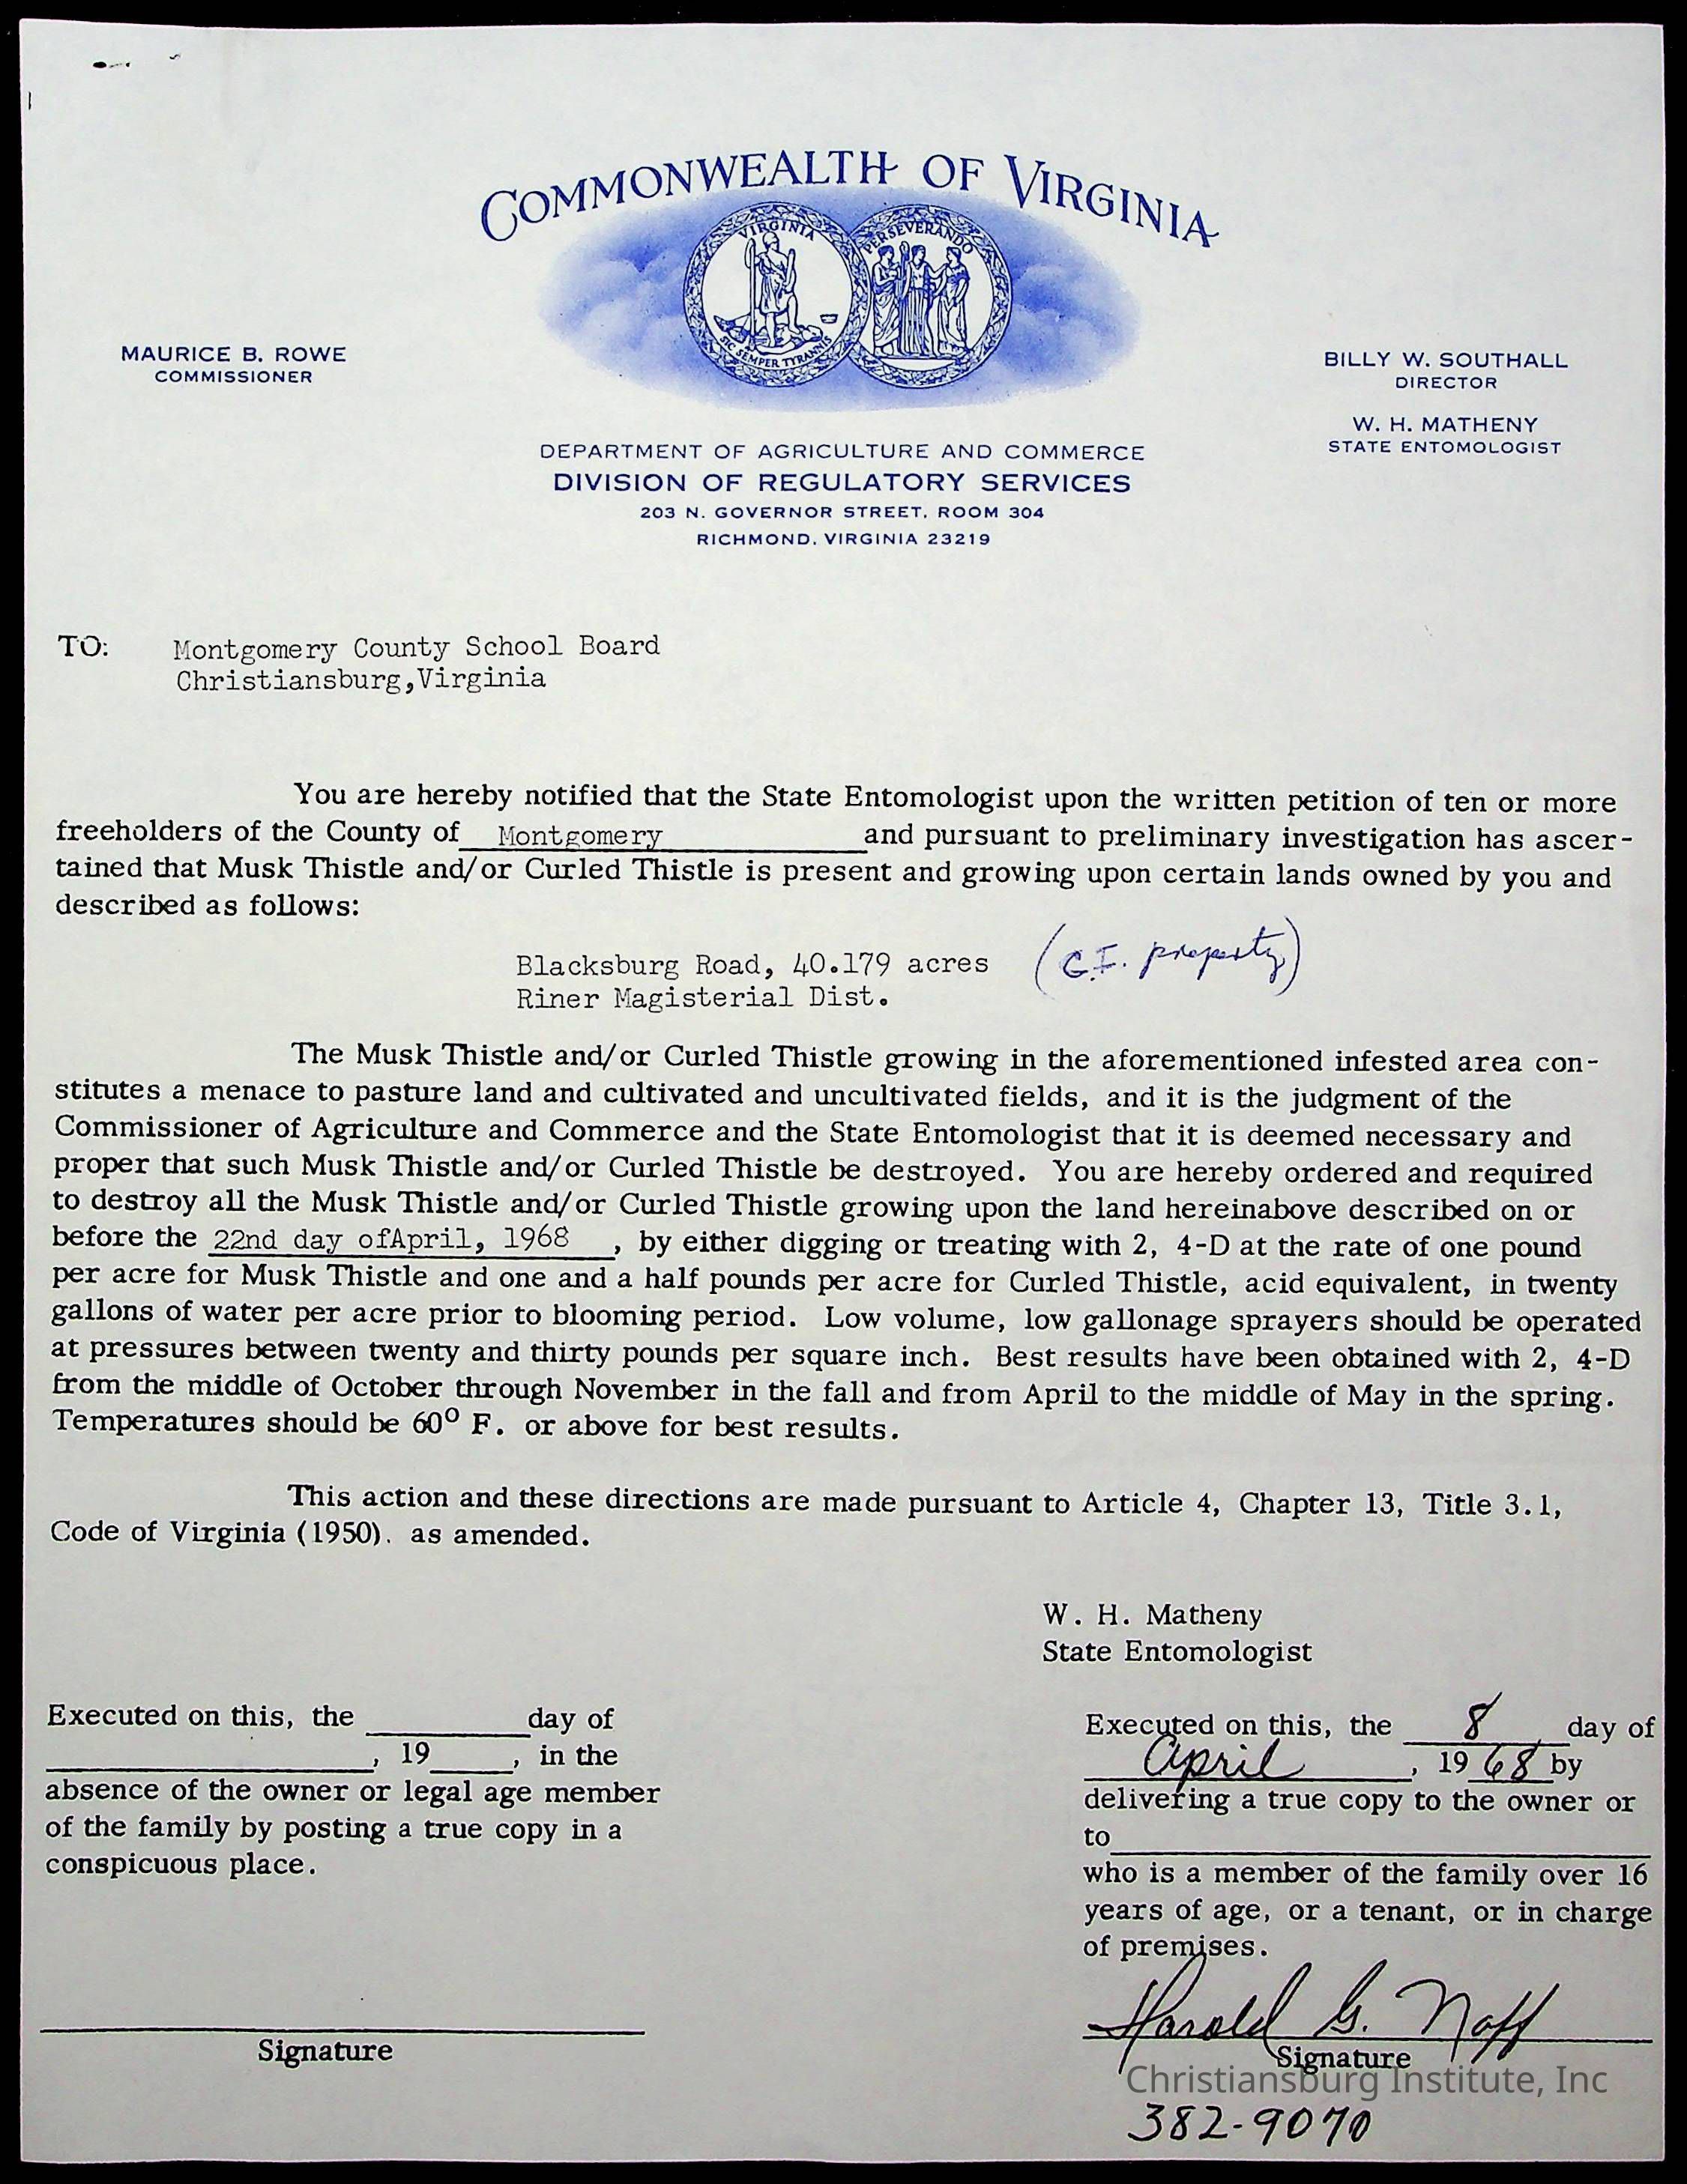 COMMONWEALTH OF VIRGINIA
VIRGINIA
SIC SEMPER TYRANNIS
PERSEVERANDO
MAURICE B. ROWE
COMMISSIONER
BILLY W. SOUTHALL
DIRECTOR
W. H. MATHENY
STATE ENTOMOLOGIST
DEPARTMENT OF AGRICULTURE AND COMMERCE
DIVISION OF REGULATORY SERVICES
203 N. GOVERNOR STREET, ROOM 304
RICHMOND, VIRGINIA 23219
TO: Montgomery County School Board
Christiansburg,Virginia
You are hereby notified that the State Entomologist upon the written petition of ten or more
freeholders of the County of Montgomery and pursuant to preliminary investigation has ascer-
tained that Musk Thistle and/or Curled Thistle is present and growing upon certain lands owned by you and
described as follows:
Blacksburg Road, 40.179 acres (C.I. property)
Riner Magisterial Dist.
The Musk Thistle and/or Curled Thistle growing in the aforementioned infested area con-
stitutes a menace to pasture land and cultivated and uncultivated fields, and it is the judgment of the
Commissioner of Agriculture and Commerce and the State Entomologist that it is deemed necessary and
proper that such Musk Thistle and/or Curled Thistle be destroyed. You are hereby ordered and required
to destroy all the Musk Thistle and/or Curled Thistle growing upon the land hereinabove described on or
before the 22nd day ofApril, 1968 , by either digging or treating with 2, 4-D at the rate of one pound
per acre for Musk Thistle and one and a half pounds per acre for Curled Thistle, acid equivalent, in twenty
gallons of water per acre prior to blooming period. Low volume, low gallonage sprayers should be operated
at pressures between twenty and thirty pounds per square inch. Best results have been obtained with 2, 4-D
from the middle of October through November in the fall and from April to the middle of May in the spring.
Temperatures should be 60° F. or above for best results.
This action and these directions are made pursuant to Article 4, Chapter 13, Title 3.1,
Code of Virginia (1950). as amended.
W. H. Matheny
State Entomologist
Executed on this, the day of
, 19 , in the
absence of the owner or legal age member
of the family by posting a true copy in a
conspicuous place.
Signature
Executed on this, the 8 day of
April , 19 68 by
delivering a true copy to the owner or
to
who is a member of the family over 16
years of age, or a tenant, or in charge
of premises.
Harold G. Naff
Signature
Christiansburg Institute, Inc
382-9070